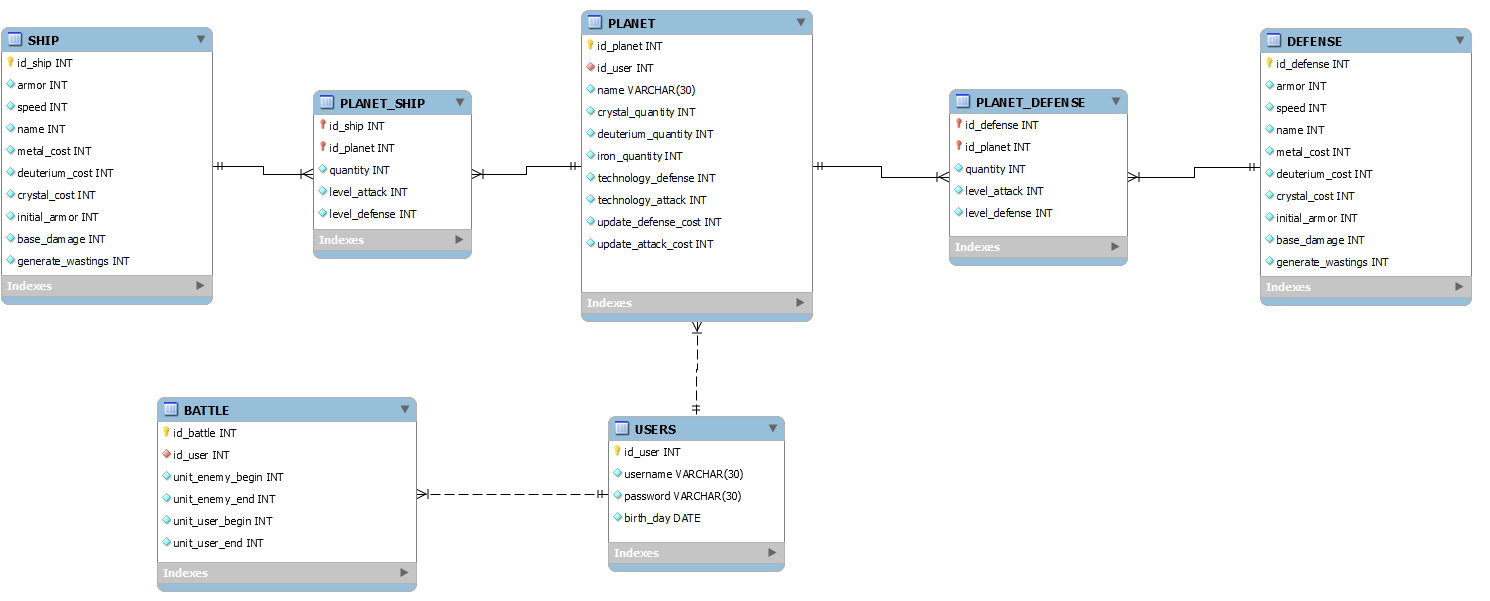 SHIP
id_ship INT
armor INT
speed INT
name INT
metal_cost INT
deuterium_cost INT
crystal_cost INT
initial_armor INT
base_damage INT
generate_wastings INT
Indexes
PLANET_SHIP
id_ship INT
id_planet INT
quantity INT
level_attack INT
level_defense INT
Indexes
PLANET
id_planet INT
id_user INT
name VARCHAR(30)
crystal_quantity INT
deuterium_quantity INT
iron_quantity INT
technology_defense INT
technology_attack INT
update_defense_cost INT
update_attack_cost INT
Indexes
PLANET_DEFENSE
id_defense INT
id_planet INT
quantity INT
level_attack INT
level_defense INT
Indexes
DEFENSE
id_defense INT
armor INT
speed INT
name INT
metal_cost INT
deuterium_cost INT
crystal_cost INT
initial_armor INT
base_damage INT
generate_wastings INT
Indexes
BATTLE
id_battle INT
id_user INT
unit_enemy_begin INT
unit_enemy_end INT
unit_user_begin INT
unit_user_end INT
Indexes
USERS
id_user INT
username VARCHAR(30)
password VARCHAR(30)
birth_day DATE
Indexes